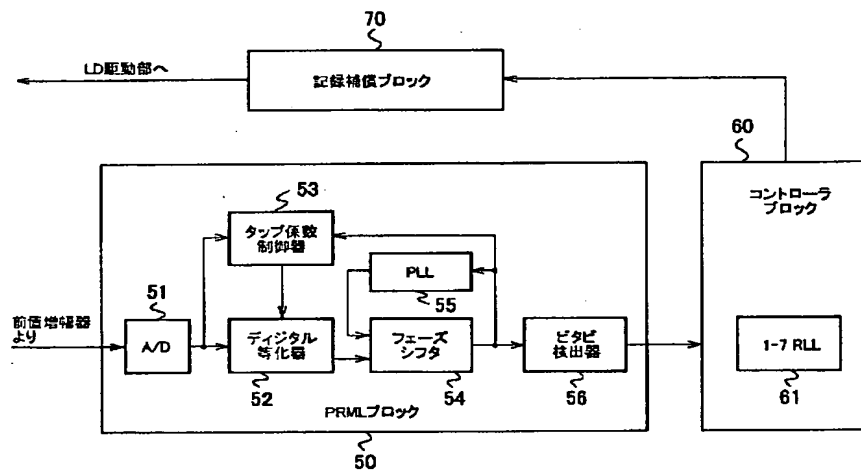 70
LD駆動部へ
記録補償ブロック
60
コントローラ
ブロック
53
タップ係数
制御器
PLL
55
51
前値増幅器
より
A/D
ディジタル
等化器
52
フェーズ
シフタ
54
ビタビ
検出器
56
1-7 RLL
61
PRMLブロック
50